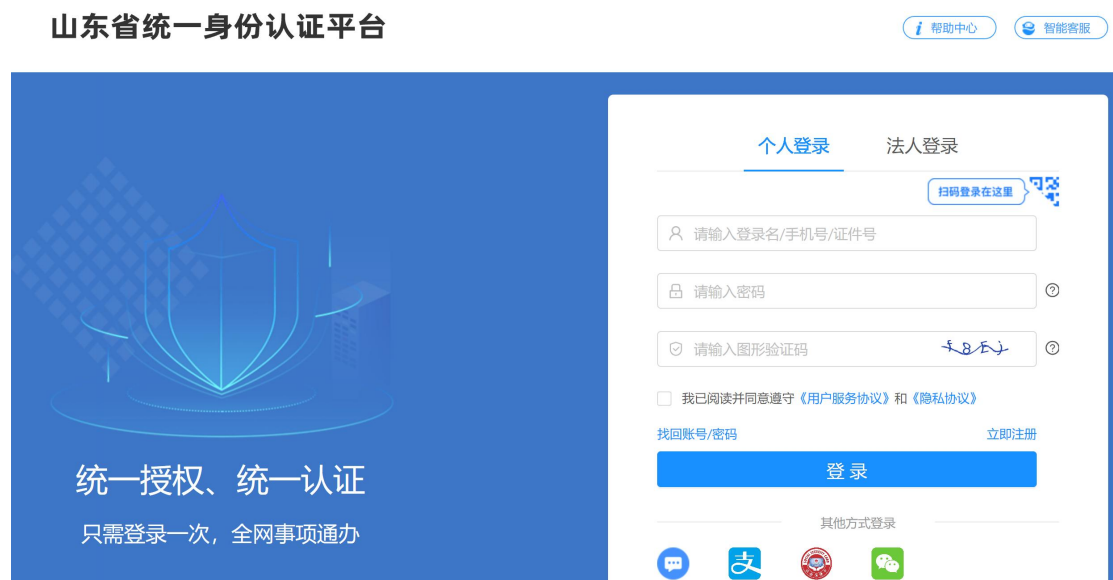 山东省统一身份认证平台
帮助中心
智能客服
个人登录
法人登录
扫码登录在这里
请输入登录名/手机号/证件号
请输入密码
请输入图形验证码
我已阅读并同意遵守《用户服务协议》和《隐私协议》
找回账号/密码
立即注册
登录
其他方式登录
统一授权、统一认证
只需登录一次，全网事项通办
支